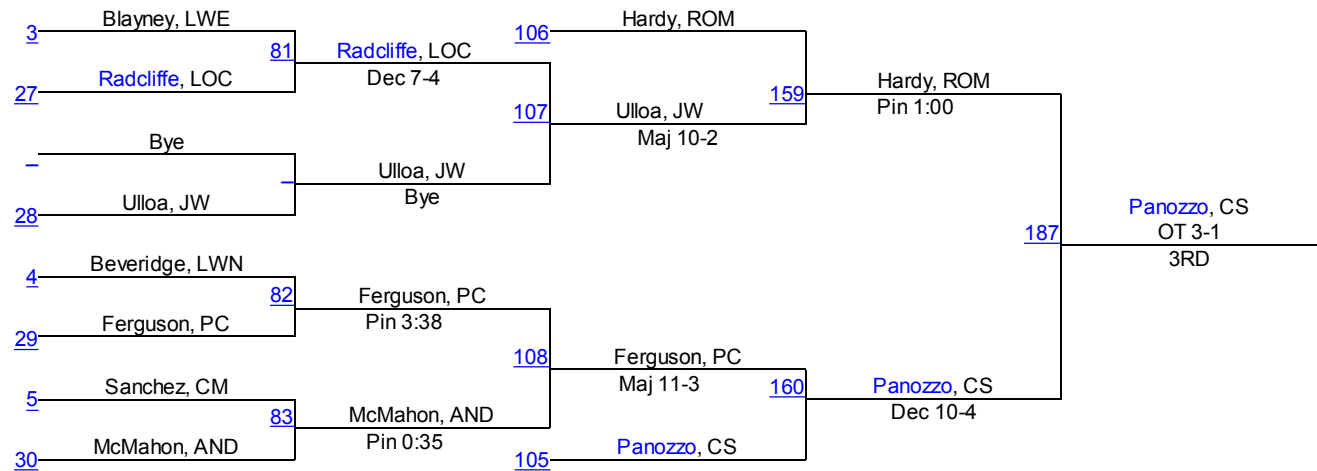 Blayney, LWE
3
81
Radcliffe, LOC
27
Radcliffe, LOC
Dec 7-4
Bye
–
–
Ulloa, JW
28
Ulloa, JW
Bye
107
106
Hardy, ROM
Ulloa, JW
Maj 10-2
159
Hardy, ROM
Pin 1:00
Beveridge, LWN
4
82
Ferguson, PC
29
Ferguson, PC
Pin 3:38
Sanchez, CM
5
83
McMahon, AND
30
McMahon, AND
Pin 0:35
108
Ferguson, PC
Maj 11-3
105
Panozzo, CS
160
Panozzo, CS
Dec 10-4
187
Panozzo, CS
OT 3-1
3RD